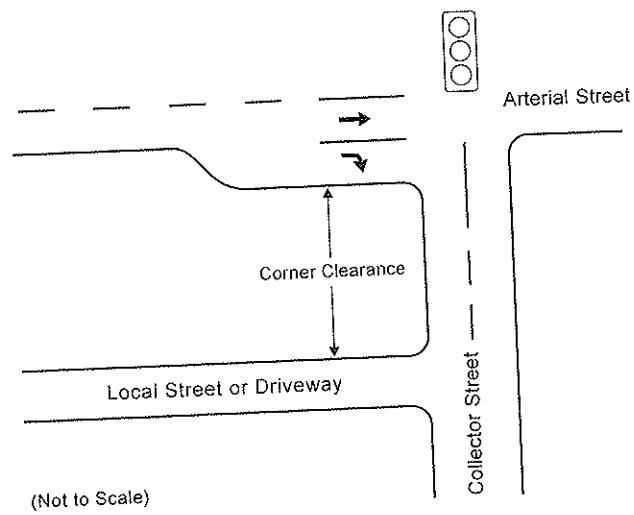 Arterial Street
Corner Clearance
Local Street or Driveway
Collector Street
(Not to Scale)